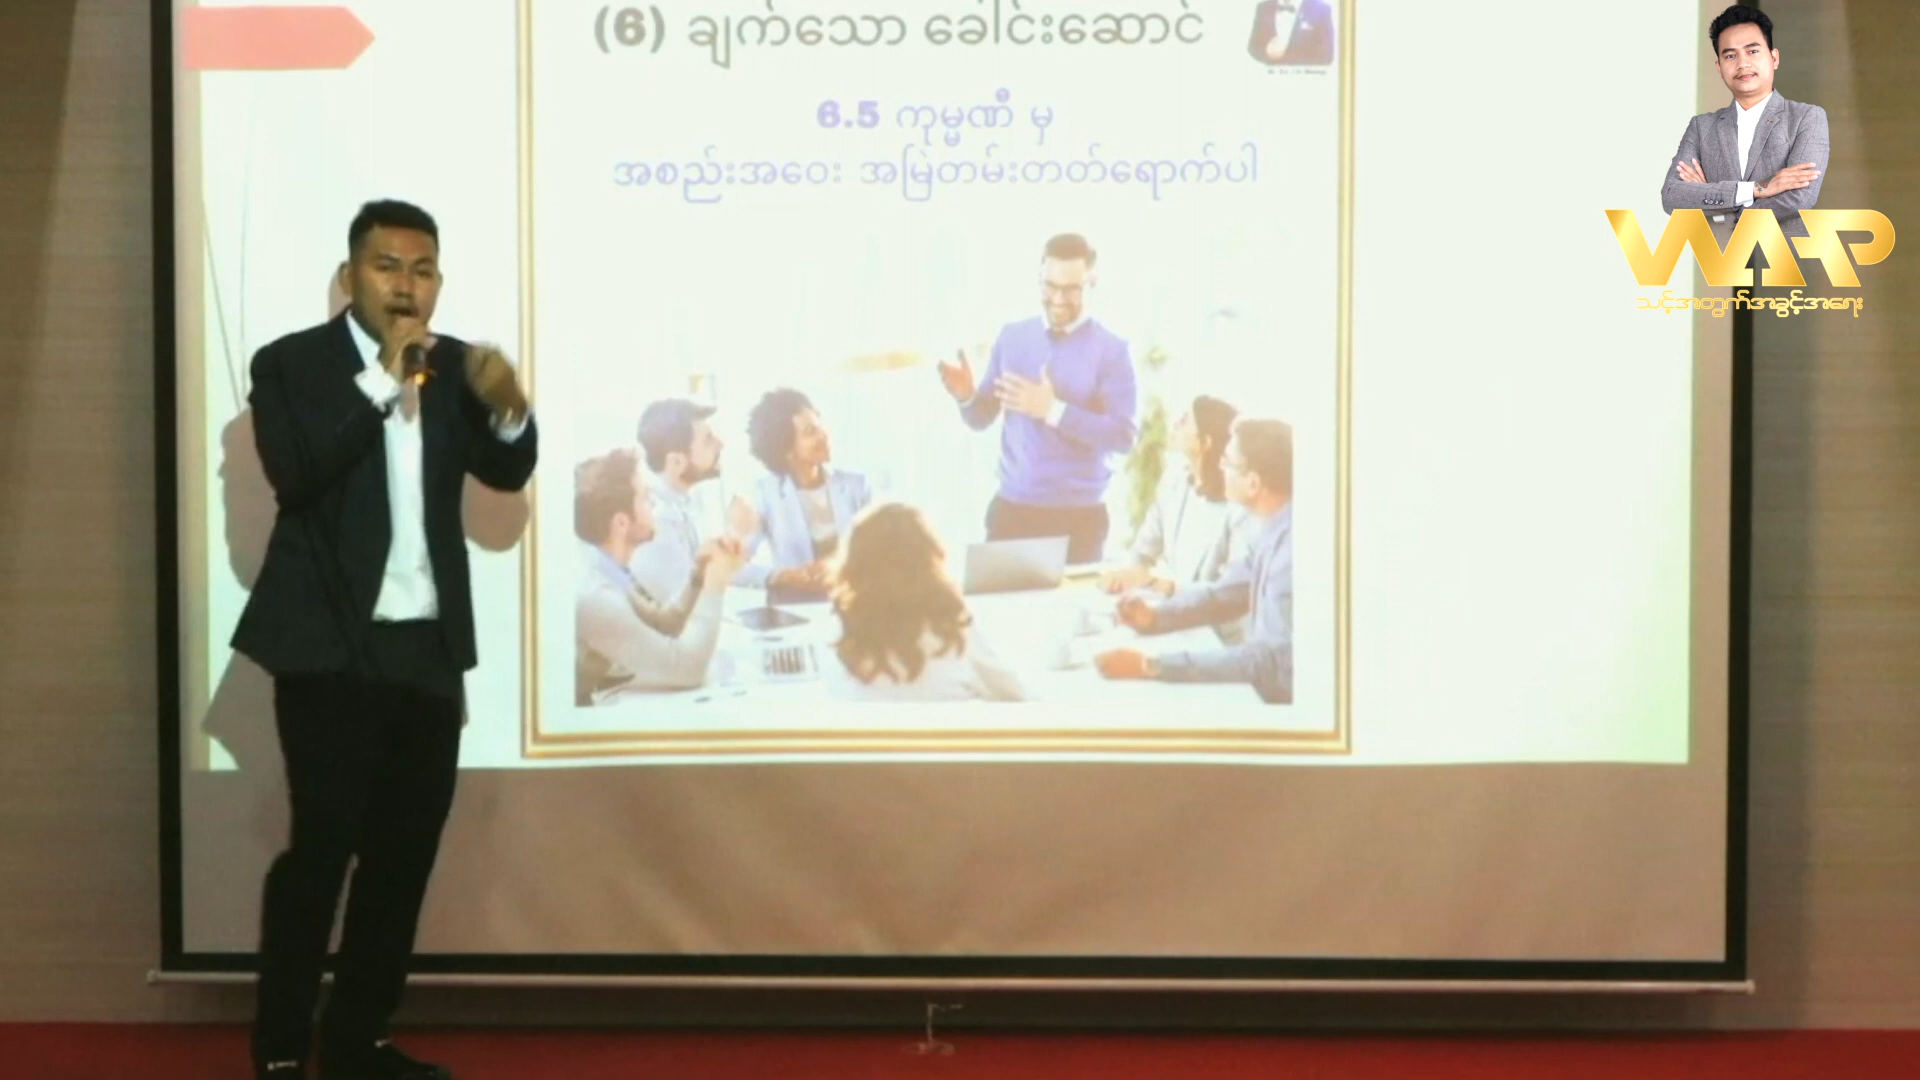 (6) ချက်သော ခေါင်းဆောင်
6.5 ကုမ္မဏီ မှ
အစည်းအဝေး အမြဲတမ်းတတ်ရောက်ပါ
WAP
သင့်အတွက်အခွင့်အရေး